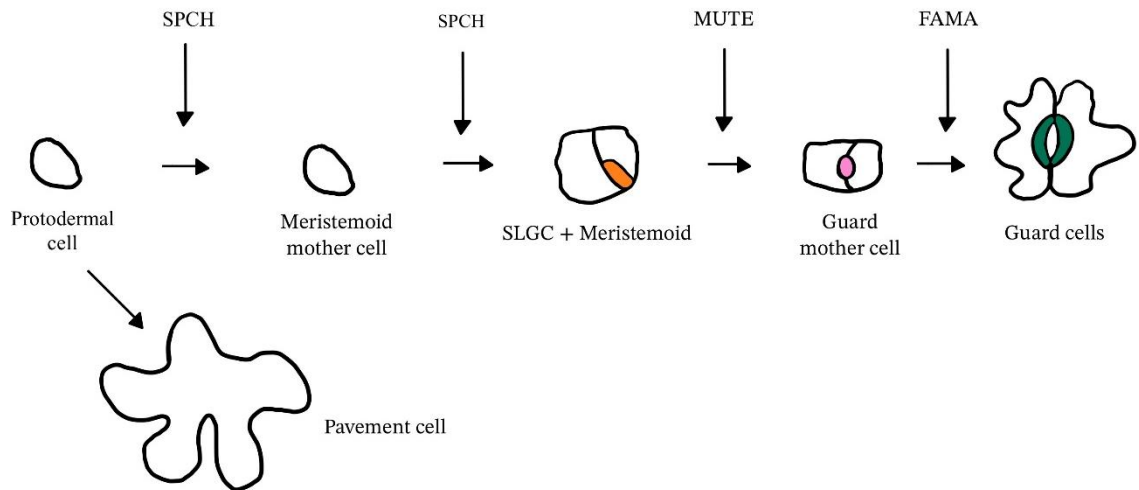 SPCH
SPCH
MUTE
FAMA
Protodermal
cell
Meristemoid
mother cell
SLGC + Meristemoid
Guard
mother cell
Guard cells
Pavement cell